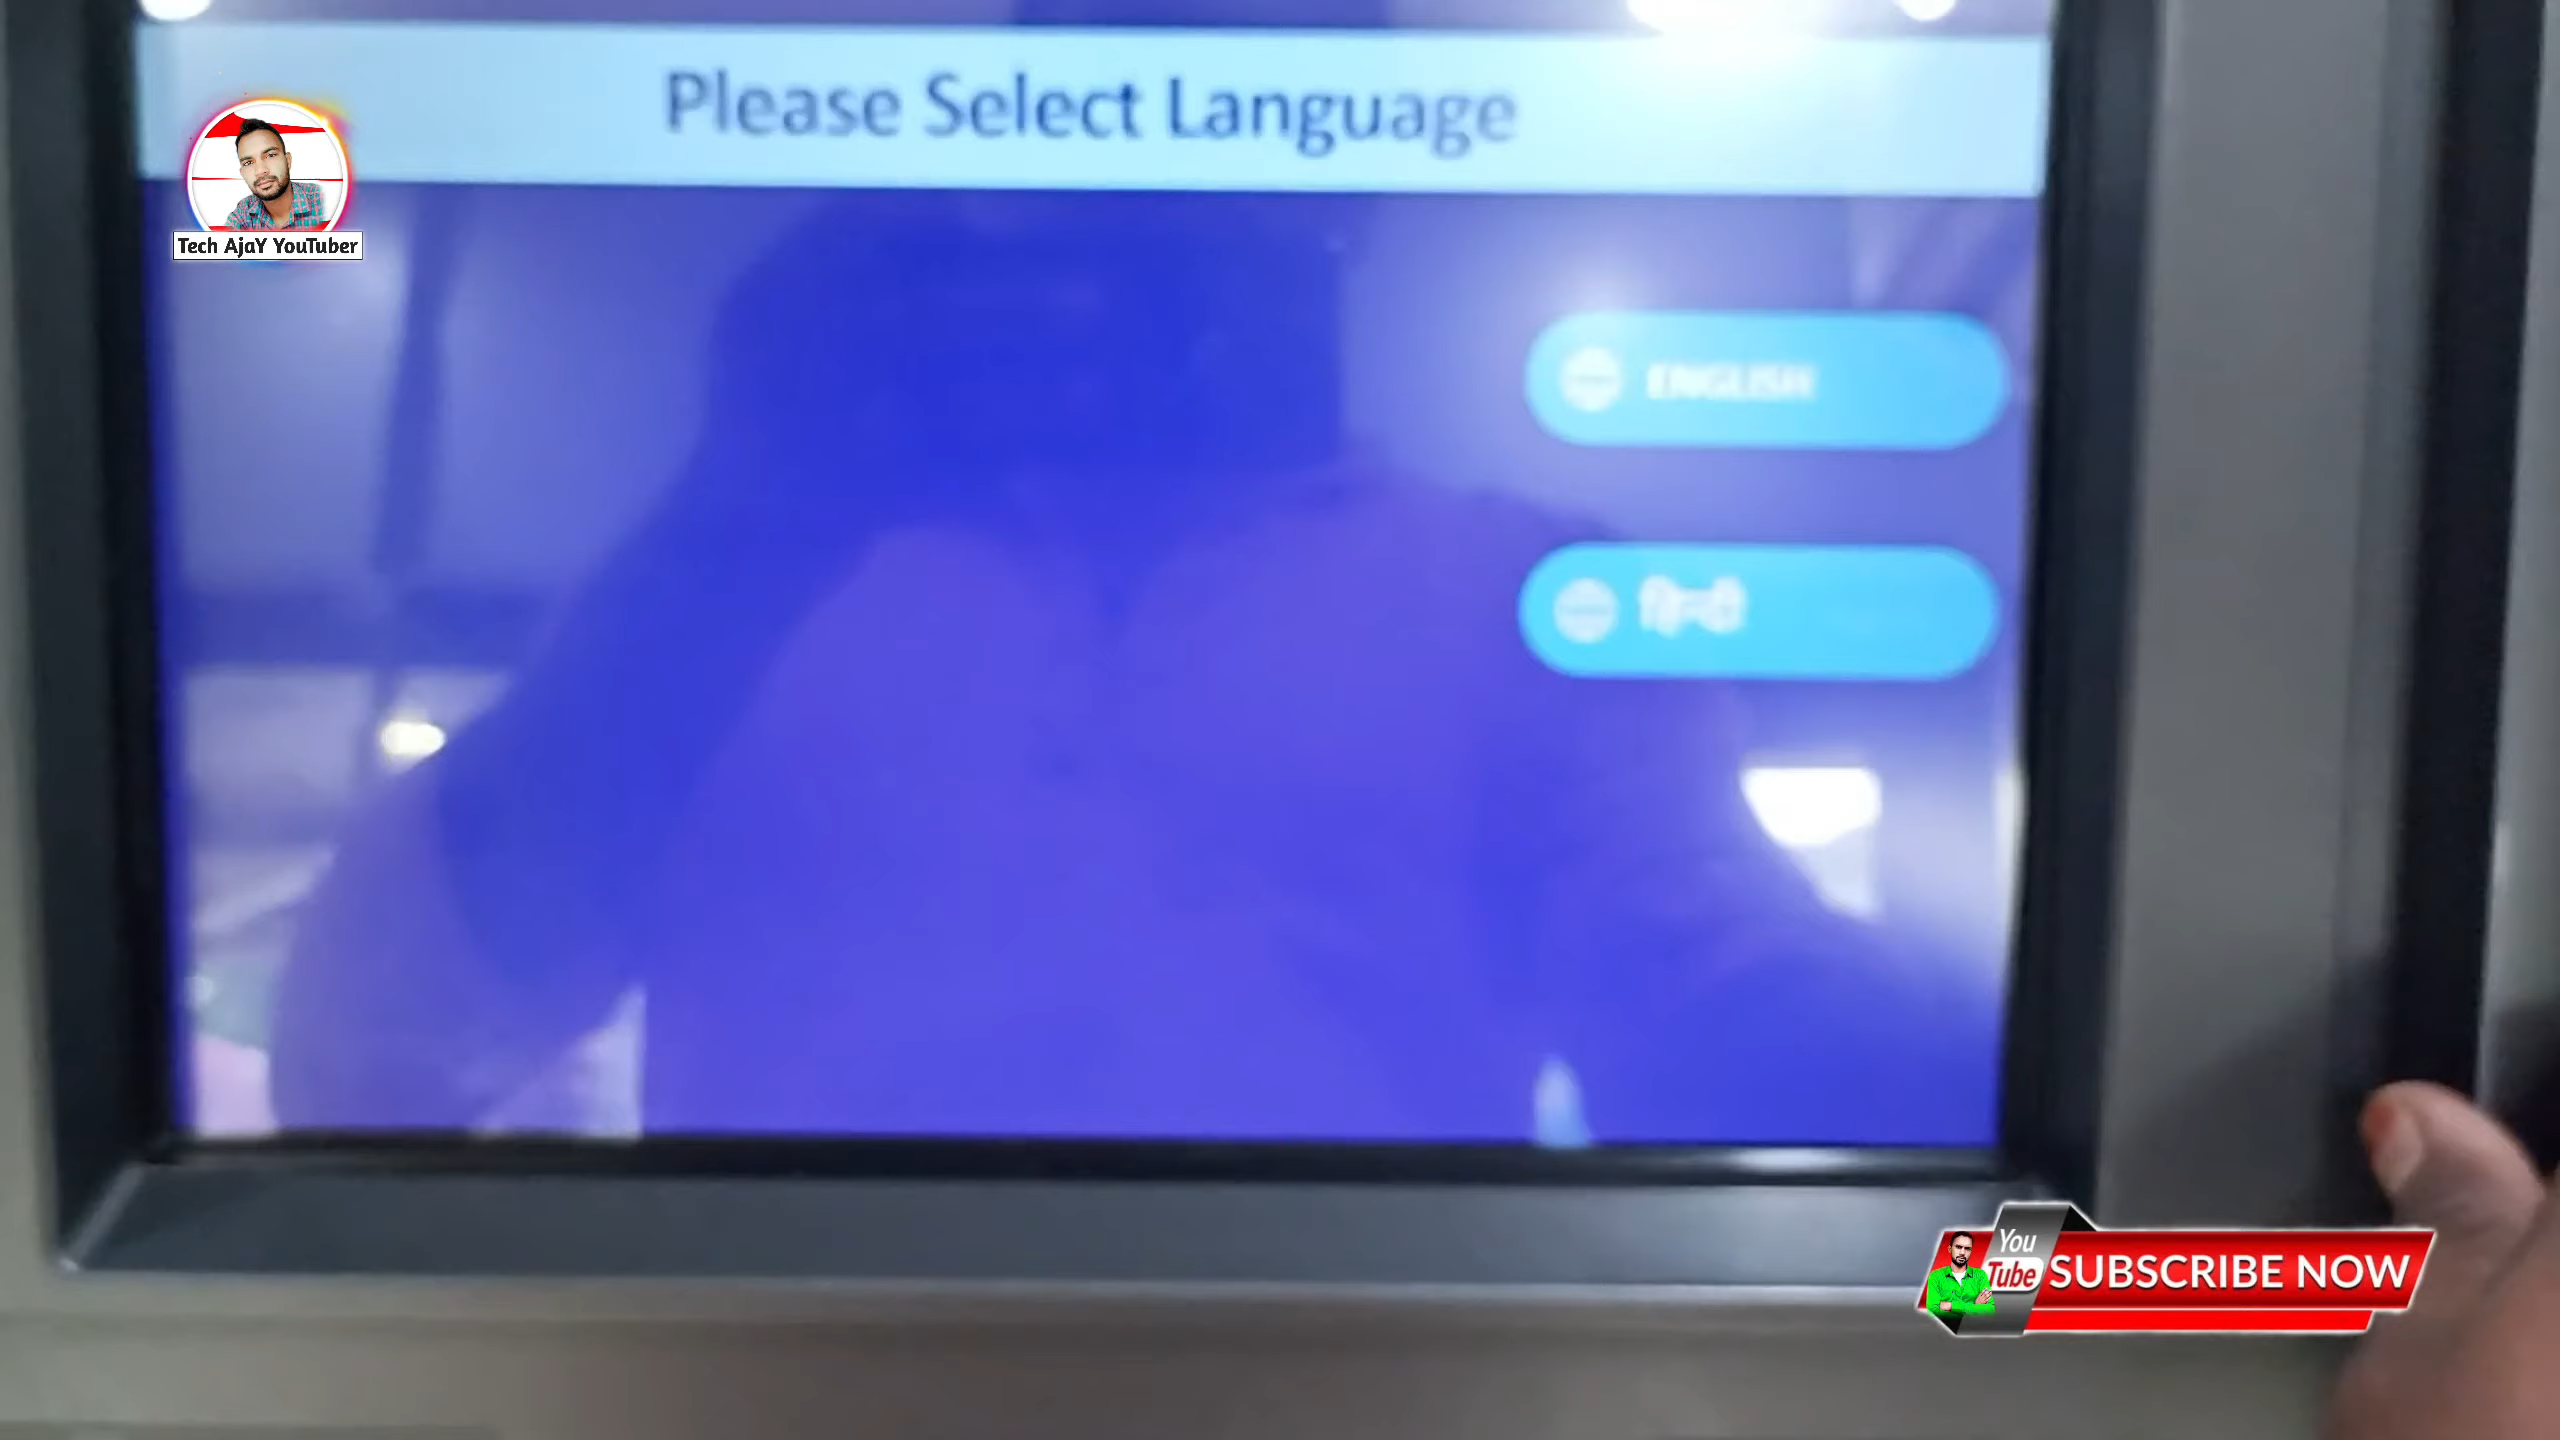 Please Select Language
Tech AjaY YouTuber
ENGLISH
हिन्दी
You
Tube
SUBSCRIBE NOW